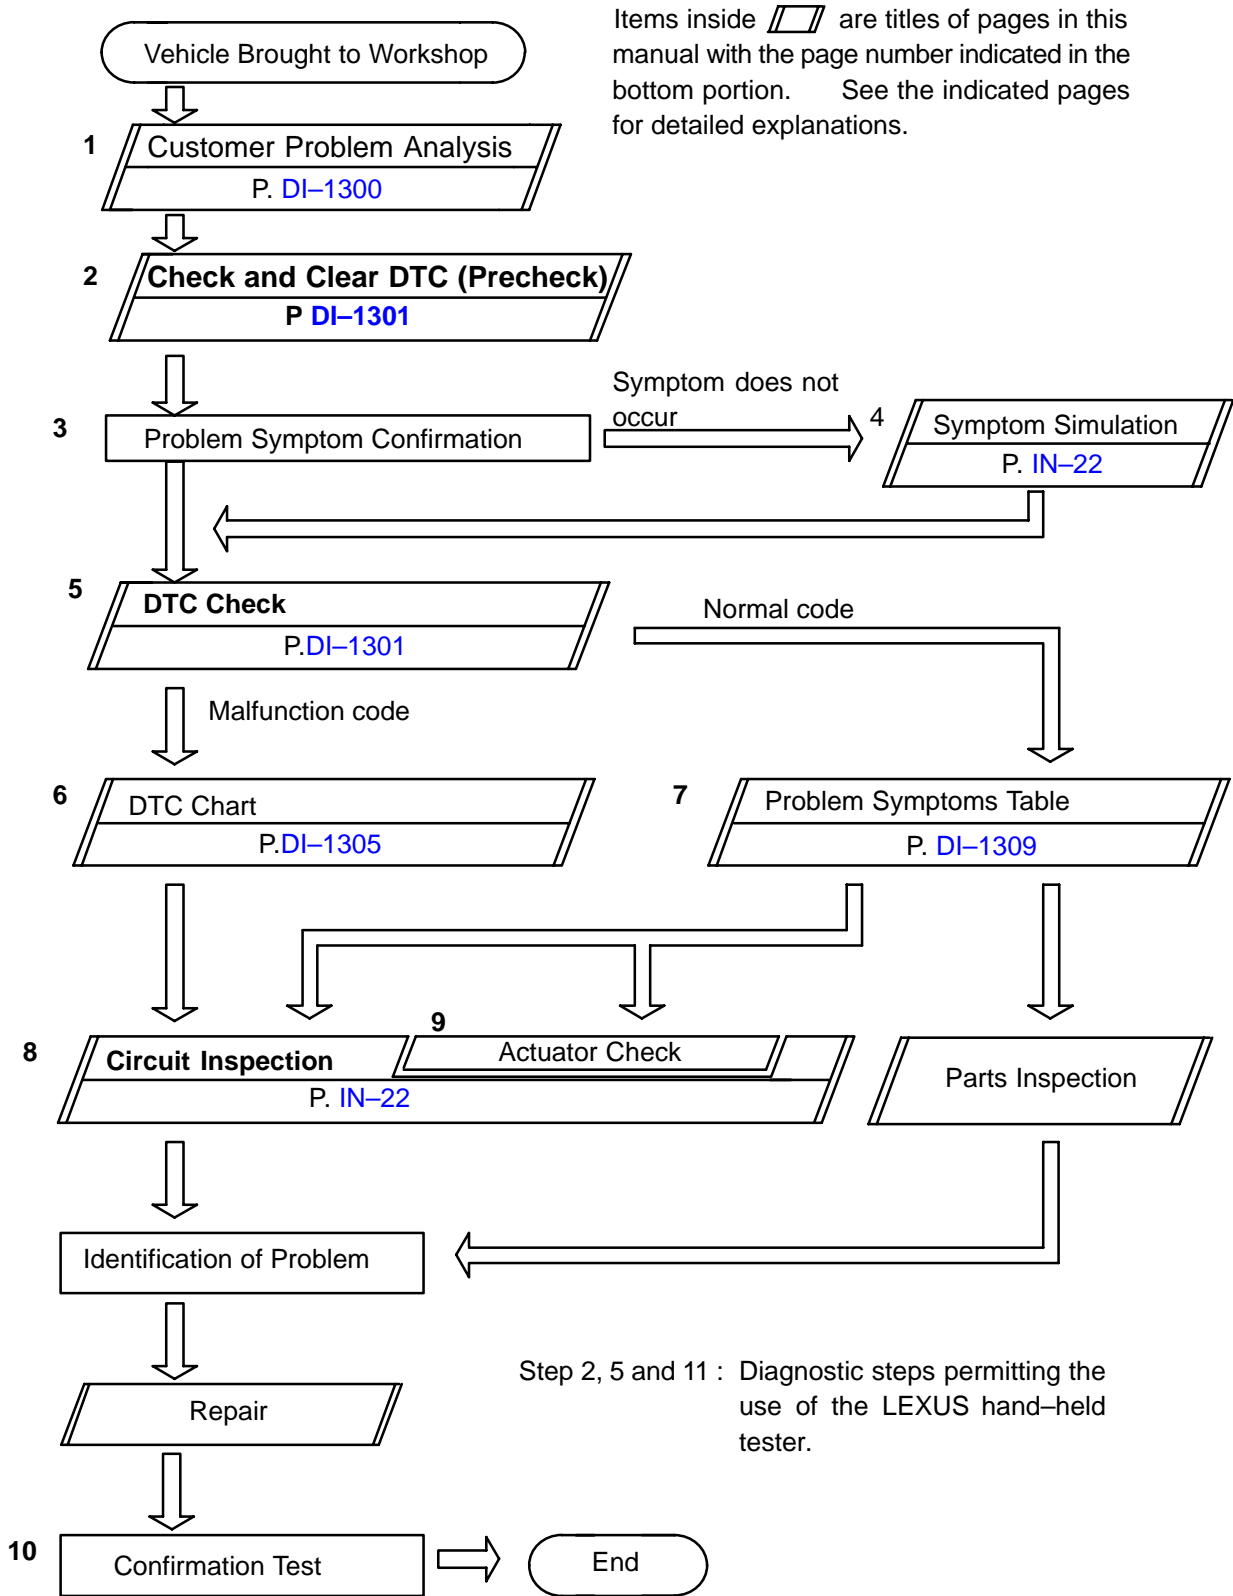 Vehicle Brought to Workshop
Items inside are titles of pages in this
manual with the page number indicated in the
bottom portion. See the indicated pages
for detailed explanations.
1
Customer Problem Analysis
P. DI–1300
2
Check and Clear DTC (Precheck)
P DI–1301
3
Problem Symptom Confirmation
Symptom does not
occur
4
Symptom Simulation
P. IN–22
5
DTC Check
P.DI–1301
Normal code
Malfunction code
6
DTC Chart
P.DI–1305
7
Problem Symptoms Table
P. DI–1309
8
Circuit Inspection
P. IN–22
9
Actuator Check
Parts Inspection
Identification of Problem
Step 2, 5 and 11 : Diagnostic steps permitting the
use of the LEXUS hand–held
tester.
Repair
10
Confirmation Test
End